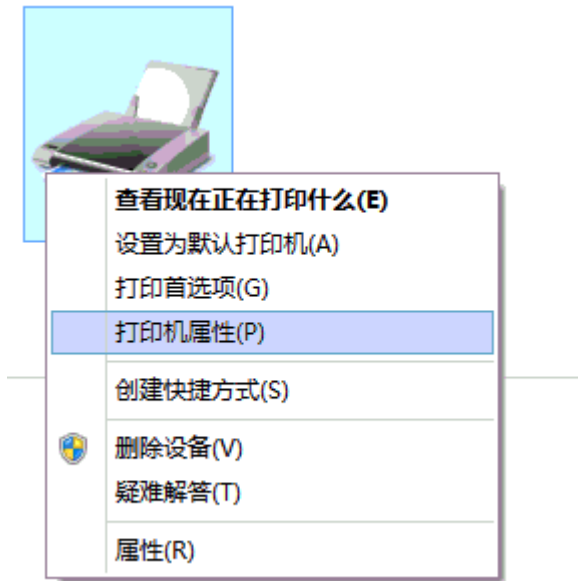 查看现在正在打印什么(E)
设置为默认打印机(A)
打印首选项(G)
打印机属性(P)
创建快捷方式(S)
删除设备(V)
疑难解答(T)
属性(R)